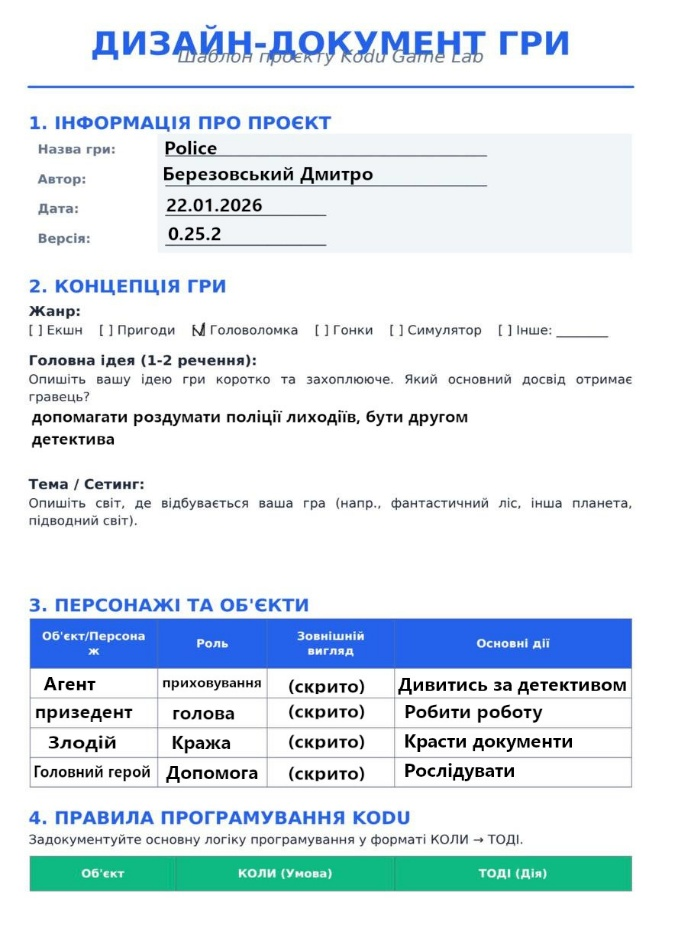 ДИЗАЙН-ДОКУМЕНТ ГРИ
Шаблон проєкту Kodu Game Lab
1. ІНФОРМАЦІЯ ПРО ПРОЄКТ
Назва гри: Police
Автор: Березовський Дмитро
Дата: 22.01.2026
Версія: 0.25.2
2. КОНЦЕПЦІЯ ГРИ
Жанр:
[ ] Екшн [ ] Пригоди [✓] Головоломка [ ] Гонки [ ] Симулятор [ ] Інше: ________
Головна ідея (1-2 речення):
Опишіть вашу ідею гри коротко та захоплююче. Який основний досвід отримає
гравець?
допомагати роздумати поліції лиходіїв, бути другом
детектива
Тема / Сетинг:
Опишіть світ, де відбувається ваша гра (напр., фантастичний ліс, інша планета,
підводний світ).
3. ПЕРСОНАЖІ ТА ОБ'ЄКТИ
Об'єкт/Персона
ж Роль Зовнішній
вигляд Основні дії
Агент приховування (скрито) Дивитись за детективом
призедент голова (скрито) Робити роботу
Злодій Кража (скрито) Красти документи
Головний герой Допомога (скрито) Рослідувати
4. ПРАВИЛА ПРОГРАМУВАННЯ KODU
Задокументуйте основну логіку програмування у форматі КОЛИ → ТОДІ.
Об'єкт КОЛИ (Умова) ТОДІ (Дія)